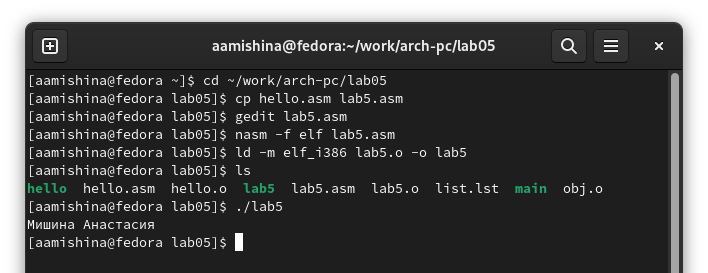 aamishina@fedora:~/work/arch-pc/lab05
[aamishina@fedora ~]$ cd ~/work/arch-pc/lab05
[aamishina@fedora lab05]$ cp hello.asm lab5.asm
[aamishina@fedora lab05]$ gedit lab5.asm
[aamishina@fedora lab05]$ nasm -f elf lab5.asm
[aamishina@fedora lab05]$ ld -m elf_i386 lab5.o -o lab5
[aamishina@fedora lab05]$ ls
hello hello.asm hello.o lab5 lab5.asm lab5.o list.lst main obj.o
[aamishina@fedora lab05]$ ./lab5
Мишина Анастасия
[aamishina@fedora lab05]$